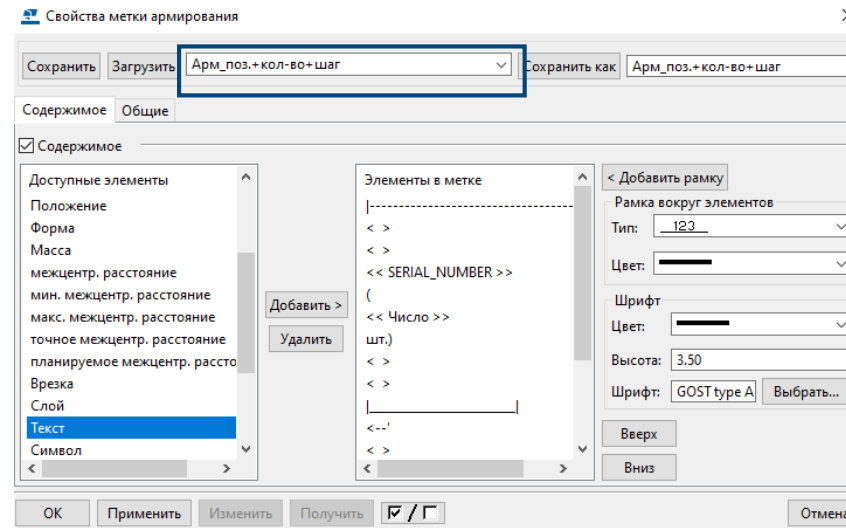 Свойства метки армирования
Сохранить Загрузить Арм_поз.+кол-во+шаг Сохранить как Арм_поз.+кол-во+шаг
Содержимое Общие
Содержимое
Доступные элементы
Положение
Форма
Масса
межцентр. расстояние
мин. межцентр. расстояние
макс. межцентр. расстояние
точное межцентр. расстояние
планируемое межцентр. рассто
Врезка
Слой
Текст
Символ
Добавить >
Удалить
Элементы в метке
|-----------------------------------
< >
< >
<< SERIAL_NUMBER >>
(
<< Число >>
шт.)
< >
< >
|____________________|
<--'
< >
< Добавить рамку
Рамка вокруг элементов
Тип: 123
Цвет:
Шрифт
Цвет:
Высота: 3.50
Шрифт: GOST type A Выбрать...
Вверх
Вниз
OK Применить Изменить Получить / Отмена